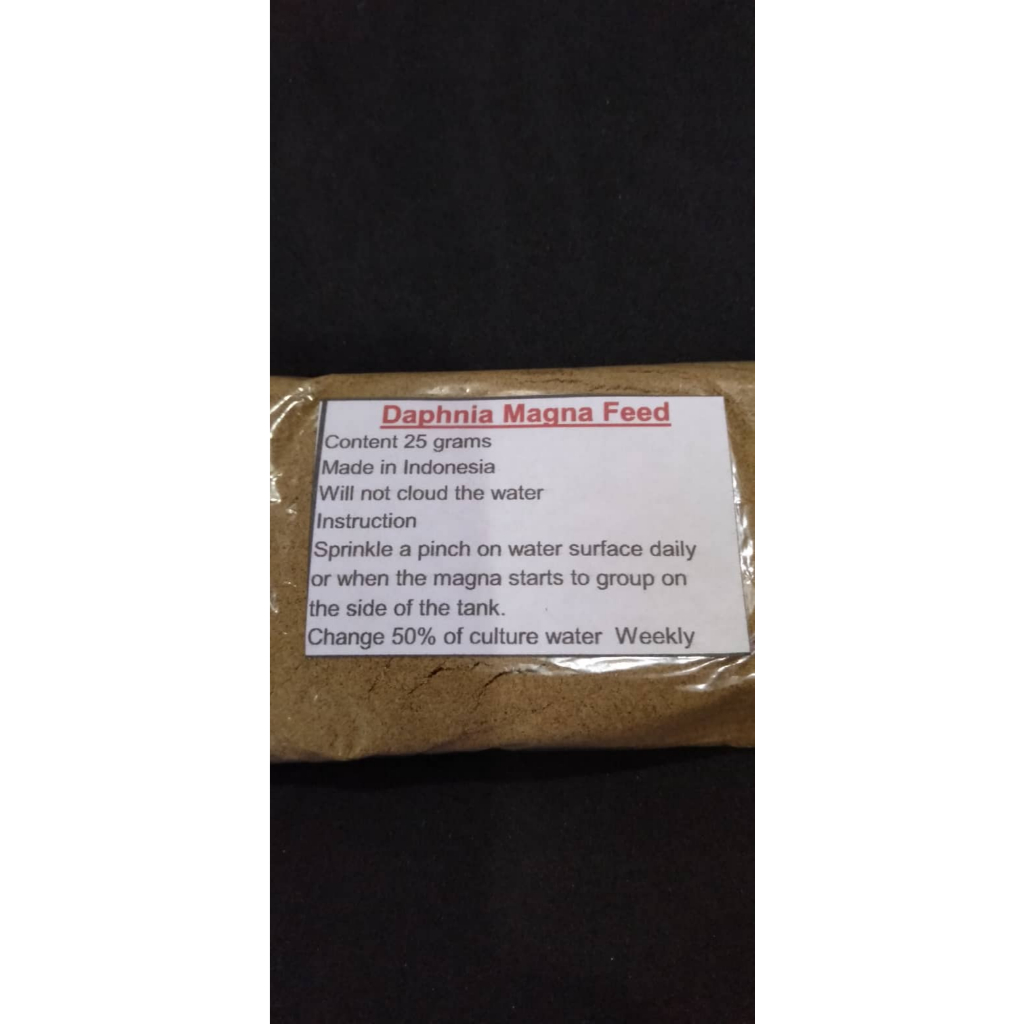 Daphnia Magna Feed
Content 25 grams
Made in Indonesia
Will not cloud the water
Instruction
Sprinkle a pinch on water surface daily
or when the magna starts to group on
the side of the tank.
Change 50% of culture water Weekly